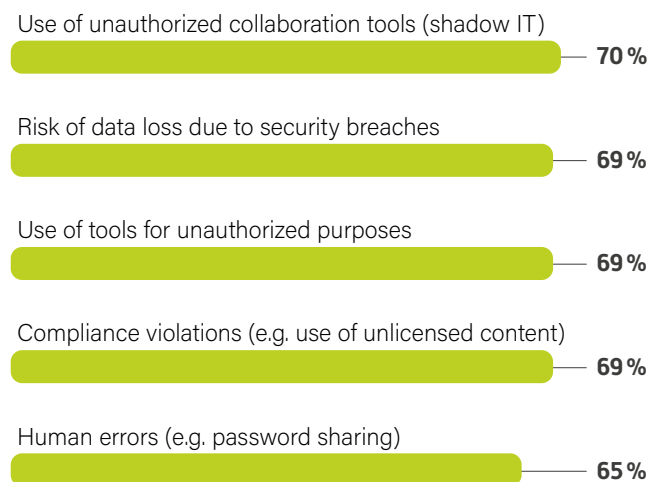 Use of unauthorized collaboration tools (shadow IT)
70 %
Risk of data loss due to security breaches
69 %
Use of tools for unauthorized purposes
69 %
Compliance violations (e.g. use of unlicensed content)
69 %
Human errors (e.g. password sharing)
65 %